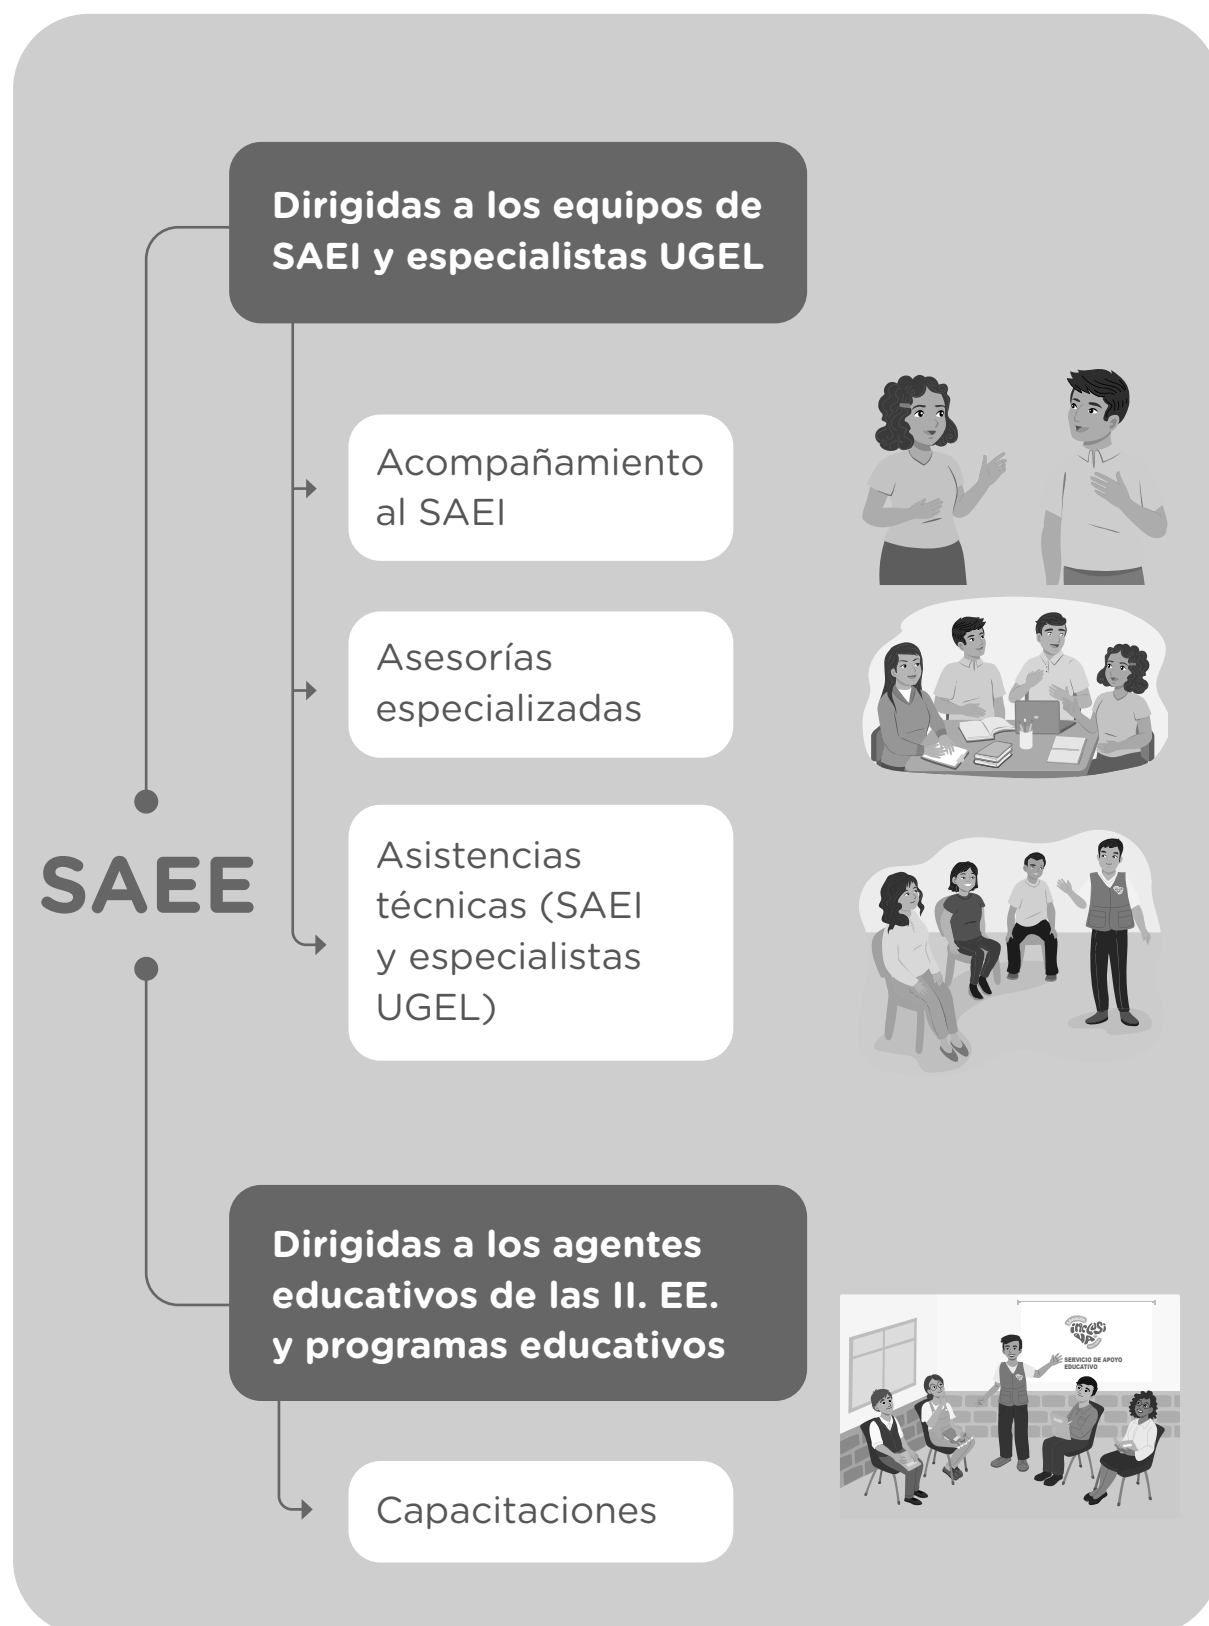 Dirigidas a los equipos de
SAEI y especialistas UGEL
Acompañamiento
al SAEI
Asesorías
especializadas
SAEE
Asistencias
técnicas (SAEI
y especialistas
UGEL)
Dirigidas a los agentes
educativos de las II. EE.
y programas educativos
SERVICIO DE APOYO
EDUCATIVO
Capacitaciones